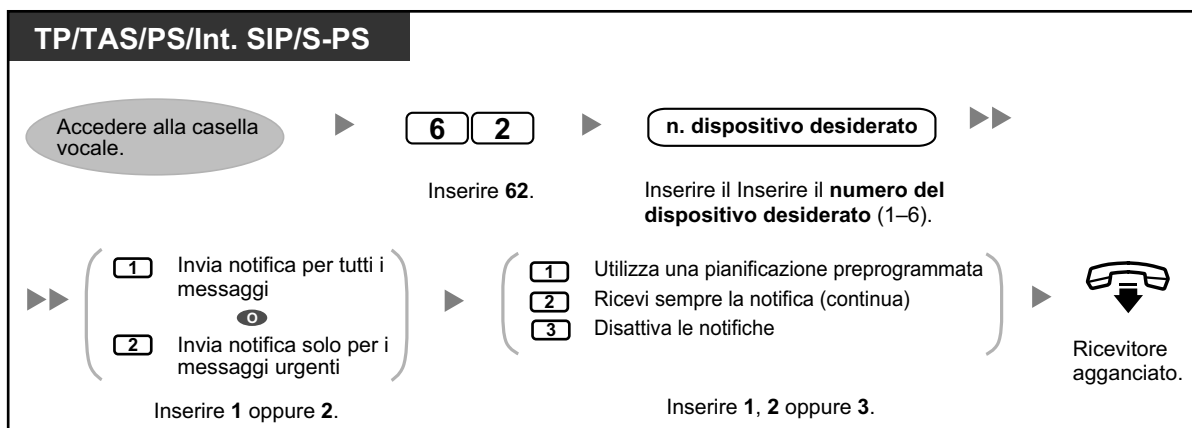 TP/TAS/PS/Int. SIP/S-PS
Accedere alla casella
vocale.
6 2
n. dispositivo desiderato
Inserire 62.
Inserire il Inserire il numero del
dispositivo desiderato (1–6).
1 Invia notifica per tutti i
messaggi
O
2 Invia notifica solo per i
messaggi urgenti
Inserire 1 oppure 2.
1 Utilizza una pianificazione preprogrammata
2 Ricevi sempre la notifica (continua)
3 Disattiva le notifiche
Inserire 1, 2 oppure 3.
Ricevitore
agganciato.